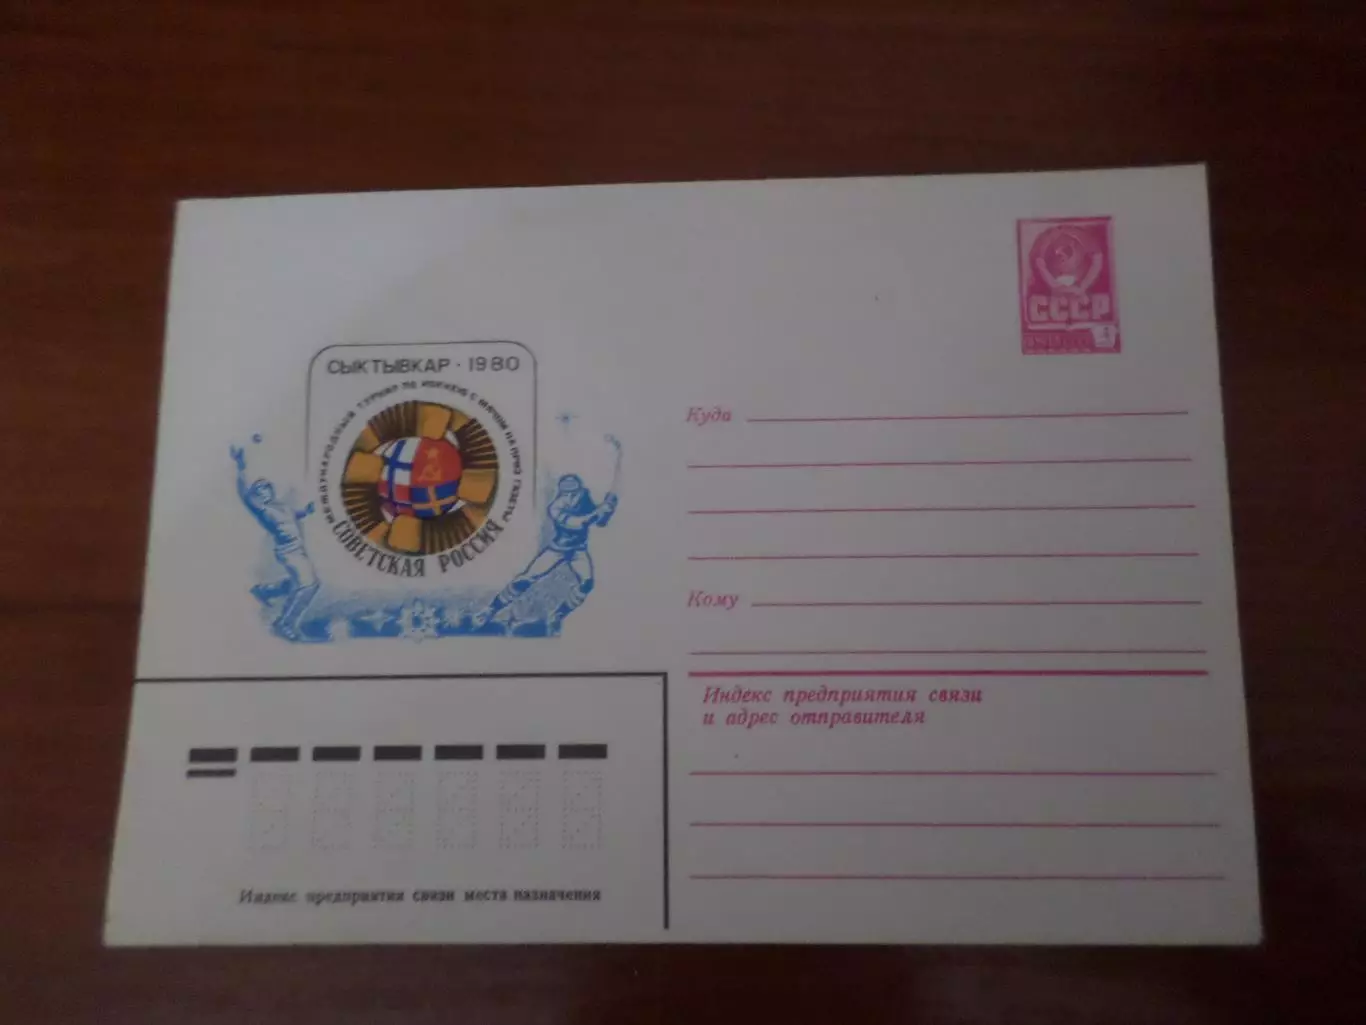 СССР
СЫКТЫВКАР · 1980
МЕЖДУНАРОДНЫЙ ТУРНИР ПО ХОККЕЮ С МЯЧОМ НА ПРИЗ ГАЗЕТЫ
СОВЕТСКАЯ РОССИЯ
Куда
Кому
Индекс предприятия связи
и адрес отправителя
Индекс предприятия связи места назначения